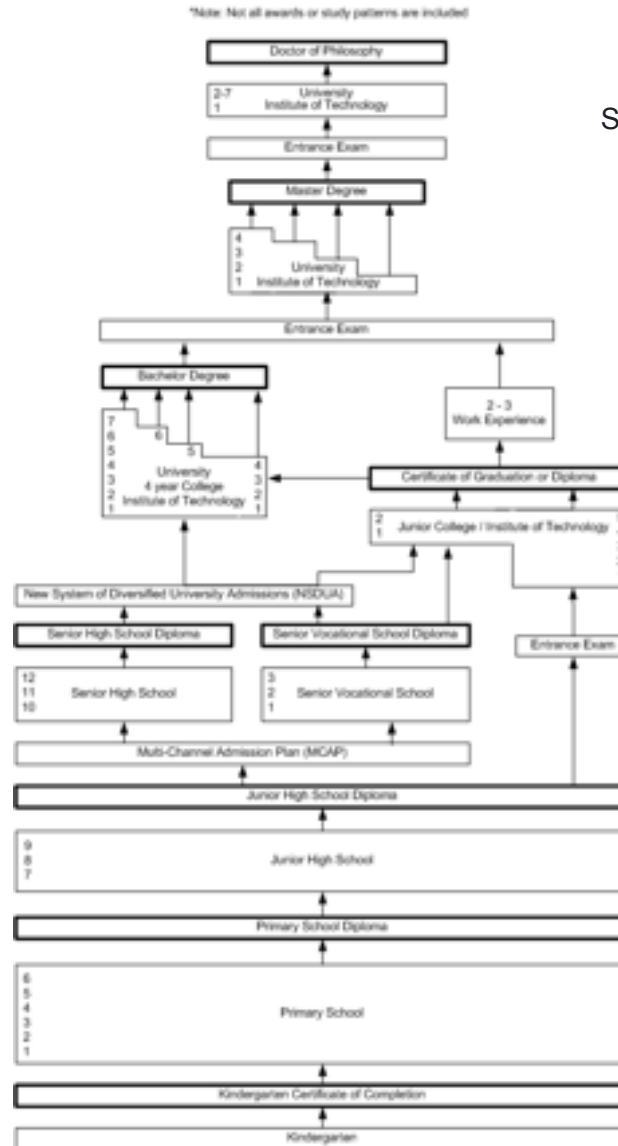 *Note: Not all awards or study patterns are included
Doctor of Philosophy
2-7
1
University
Institute of Technology
S
Entrance Exam
Master Degree
4
3
2
1
University
Institute of Technology
Entrance Exam
Bachelor Degree
7
6
5
4
3
2
1
6
5
4
3
2
1
University
4 year College
Institute of Technology
2 - 3
Work Experience
Certificate of Graduation or Diploma
2
1
Junior College / Institute of Technology
New System of Diversified University Admissions (NSDUA)
Senior High School Diploma
Senior Vocational School Diploma
Entrance Exam
12
11
10
Senior High School
3
2
1
Senior Vocational School
Multi-Channel Admission Plan (MCAP)
Junior High School Diploma
9
8
7
Junior High School
Primary School Diploma
6
5
4
3
2
1
Primary School
Kindergarten Certificate of Completion
Kindergarten